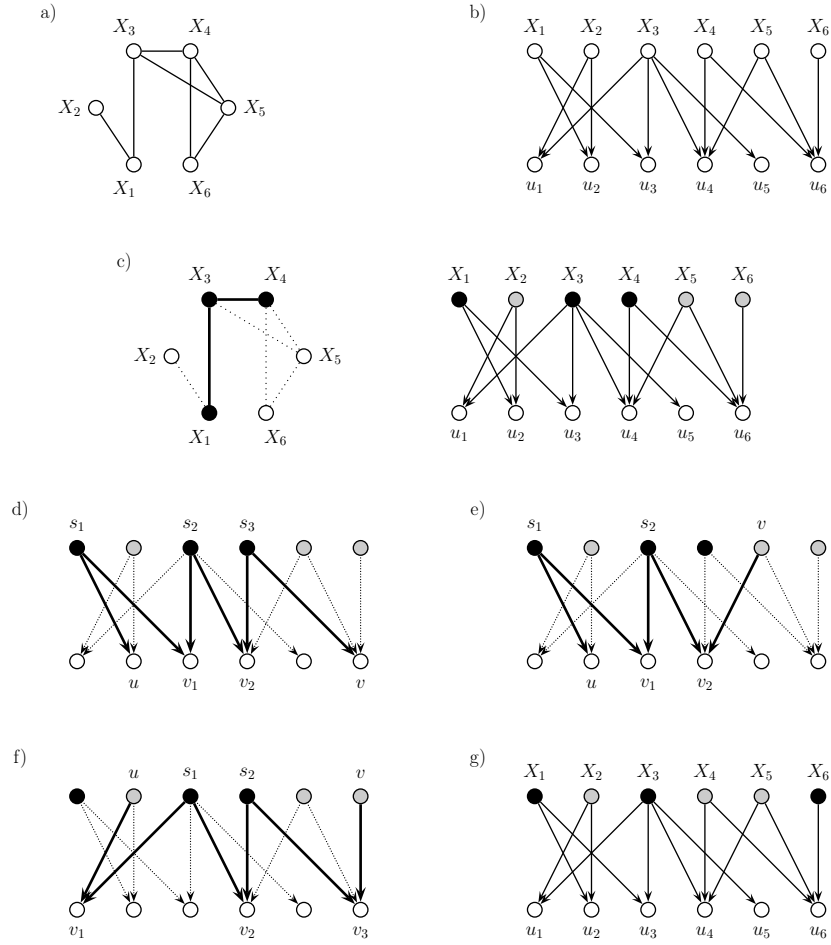 a)
X₃ X₄
X₂ X₅
X₁ X₆
b)
X₁ X₂ X₃ X₄ X₅ X₆
u₁ u₂ u₃ u₄ u₅ u₆
c)
X₃ X₄
X₂ X₅
X₁ X₆
X₁ X₂ X₃ X₄ X₅ X₆
u₁ u₂ u₃ u₄ u₅ u₆
d)
s₁ s₂ s₃
u v₁ v₂ v
e)
s₁ s₂ v
u v₁ v₂
f)
u s₁ s₂ v
v₁ v₂ v₃
g)
X₁ X₂ X₃ X₄ X₅ X₆
u₁ u₂ u₃ u₄ u₅ u₆